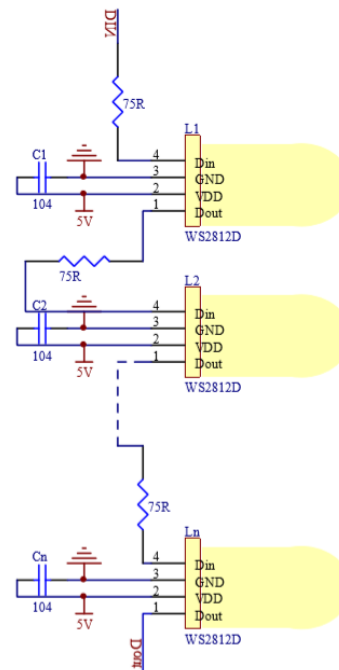 DIN
75R
L1
C1
4 Din
3 GND
2 VDD
1 Dout
104
5V
WS2812D
75R
L2
C2
4 Din
3 GND
2 VDD
1 Dout
104
5V
WS2812D
75R
Ln
Cn
4 Din
3 GND
2 VDD
1 Dout
104
5V
WS2812D
Dout